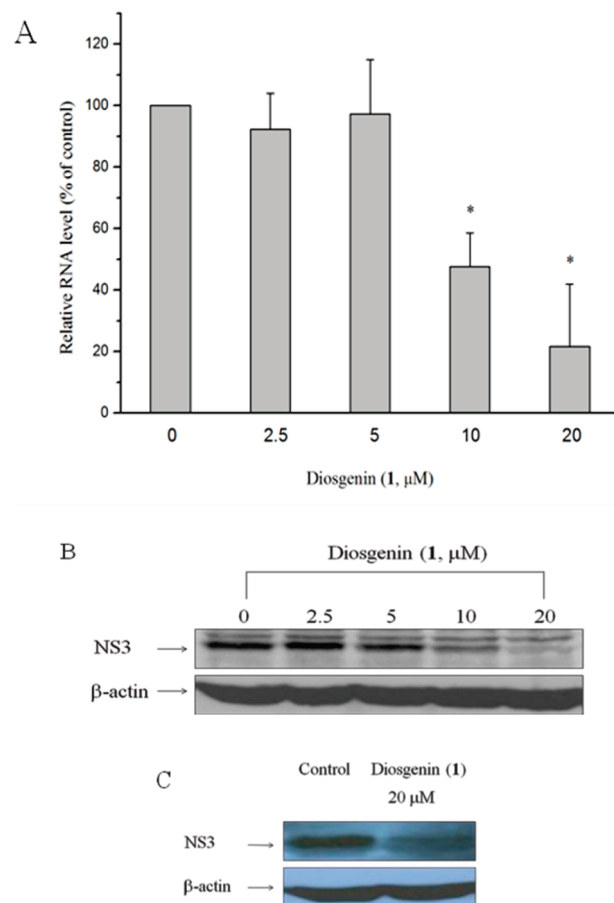 A
Relative RNA level (% of control)
120
100
80
60
40
20
0
*
*
0 2.5 5 10 20
Diosgenin (1, μM)
B
Diosgenin (1, μM)
0 2.5 5 10 20
NS3
β-actin
C
Control Diosgenin (1)
20 μM
NS3
β-actin